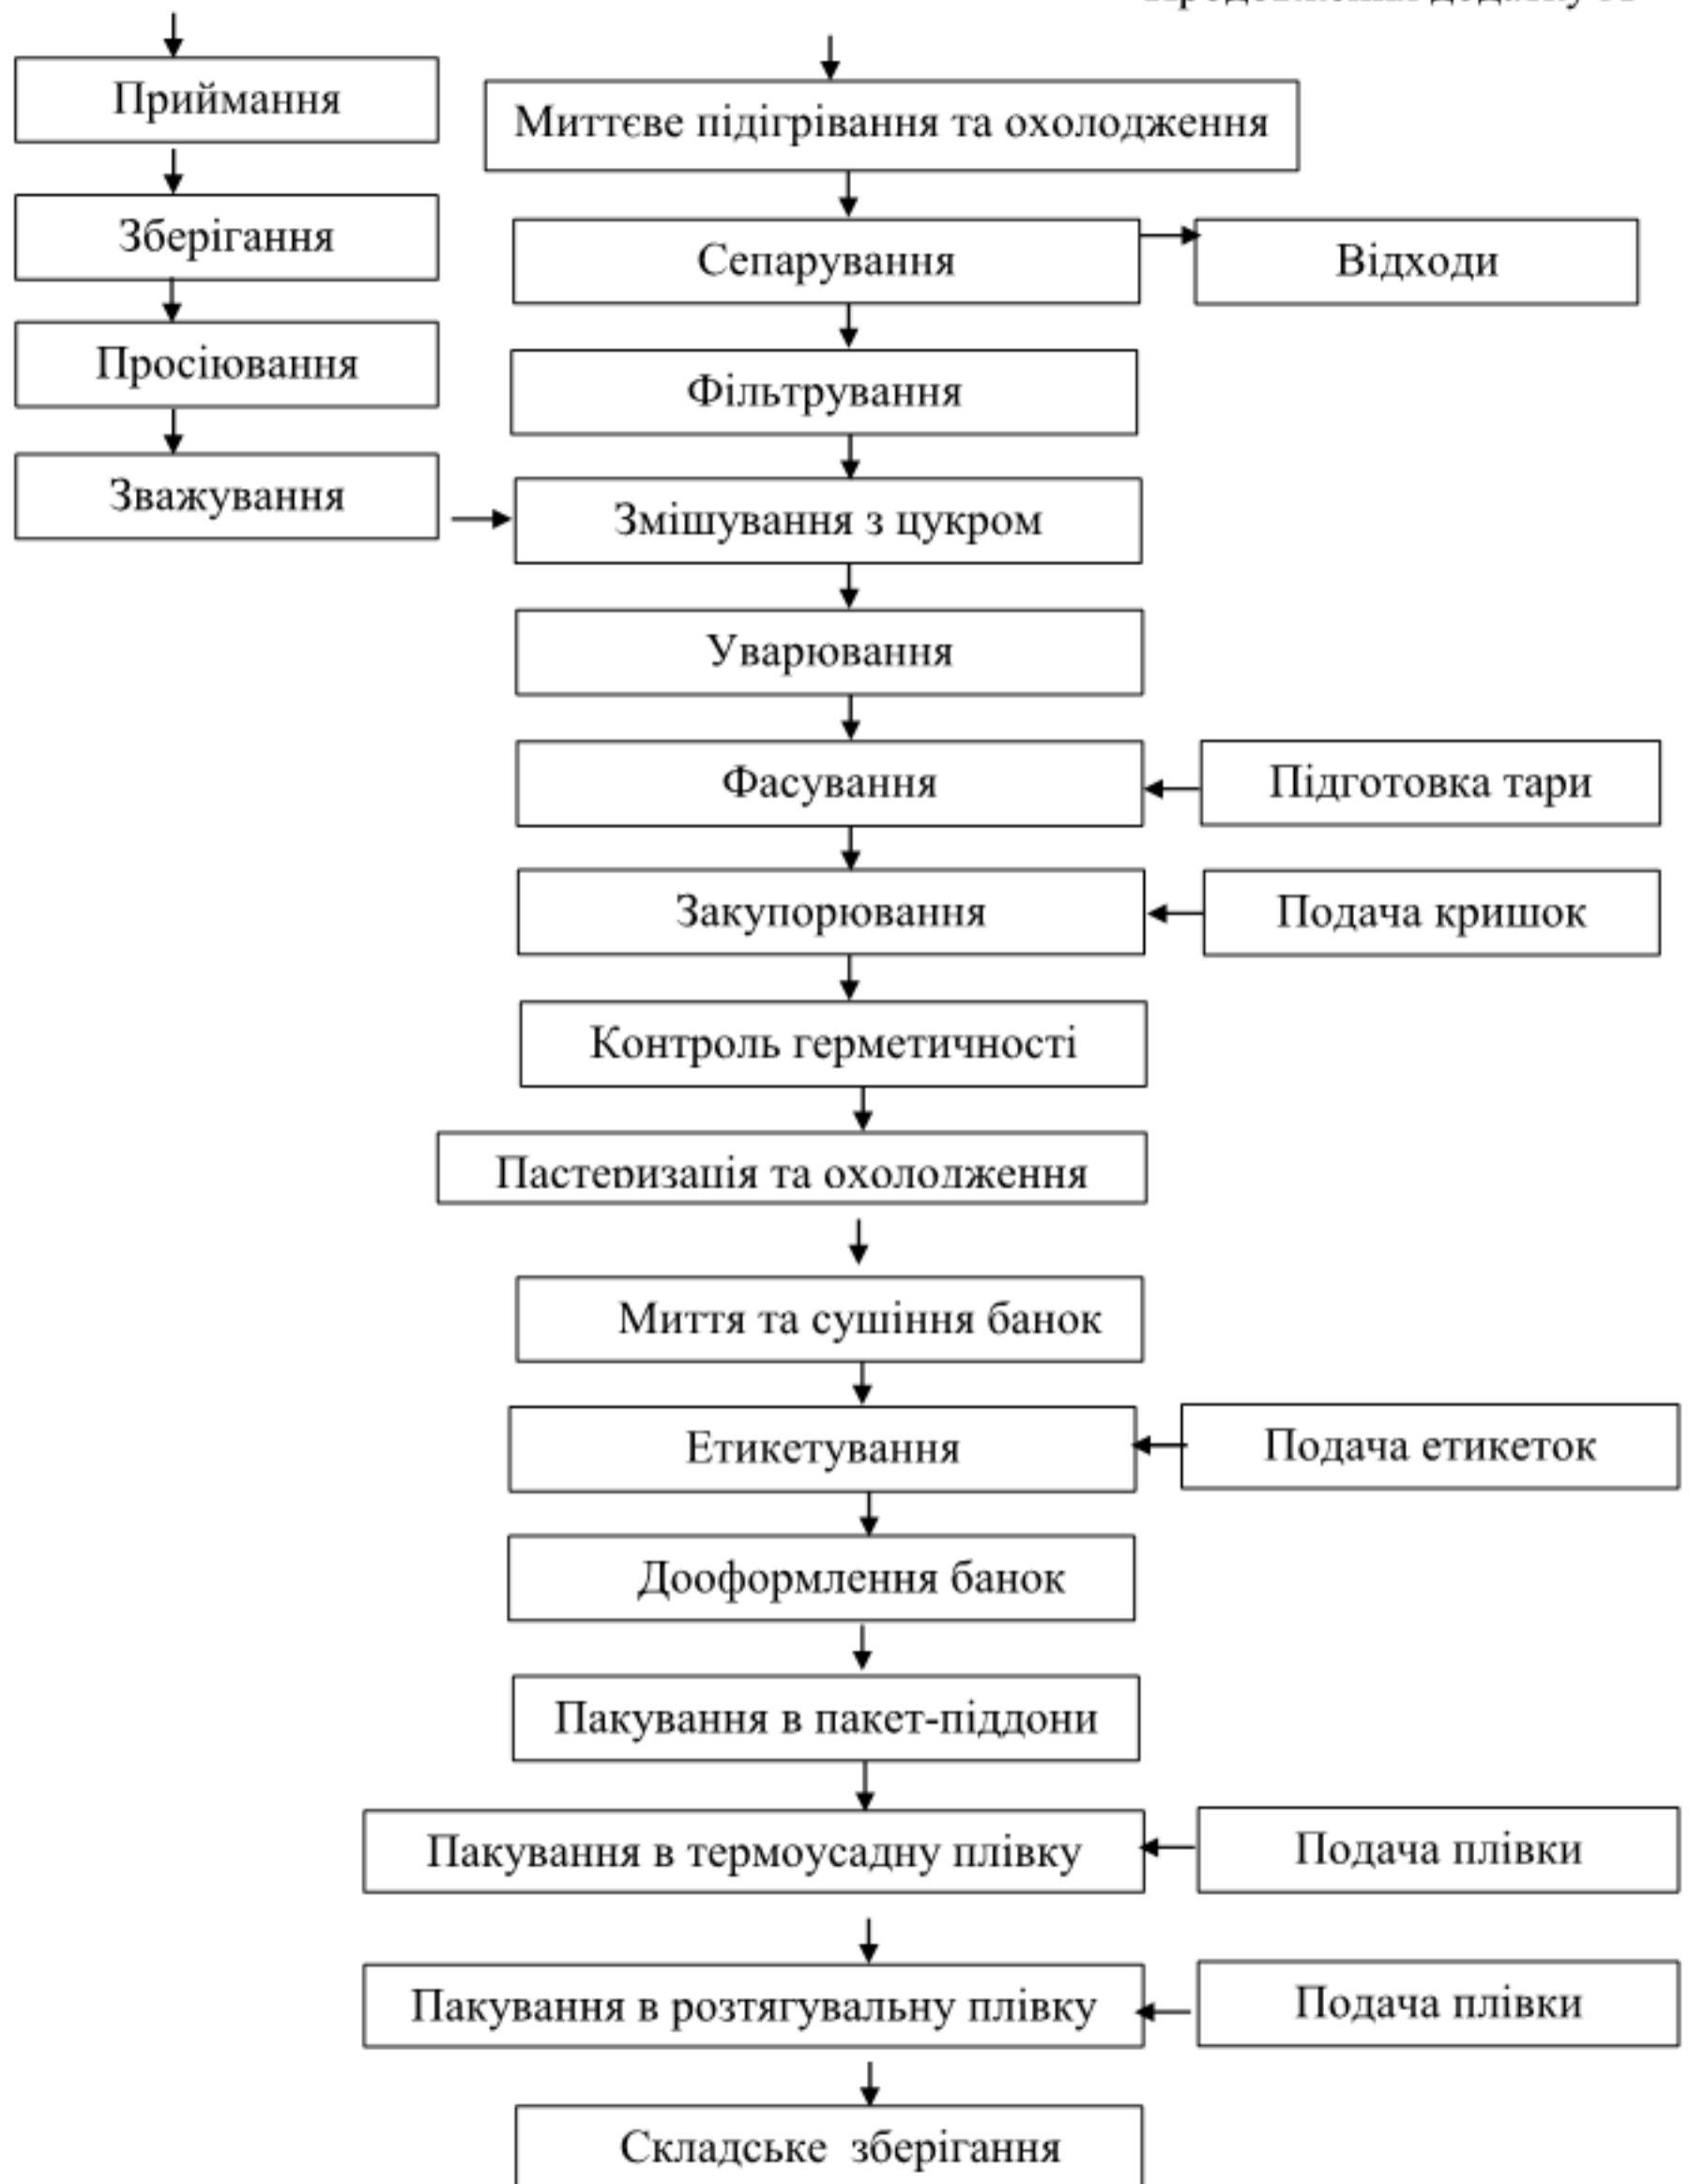 Приймання
Миттєве підігрівання та охолодження
Зберігання
Сепарування
Відходи
Просіювання
Фільтрування
Зважування
Змішування з цукром
Уварювання
Фасування
Підготовка тари
Закупорювання
Подача кришок
Контроль герметичності
Пастеризація та охолодження
Миття та сушіння банок
Етикетування
Подача етикеток
Дооформлення банок
Пакування в пакет-піддони
Пакування в термоусадну плівку
Подача плівки
Пакування в розтягувальну плівку
Подача плівки
Складське зберігання